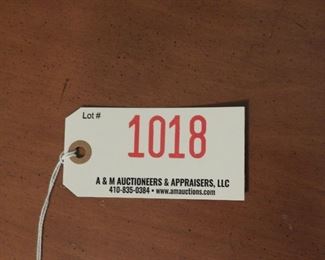 Lot #
1018
A & M AUCTIONEERS & APPRAISERS, LLC
410-835-0384 • www.amauctions.com